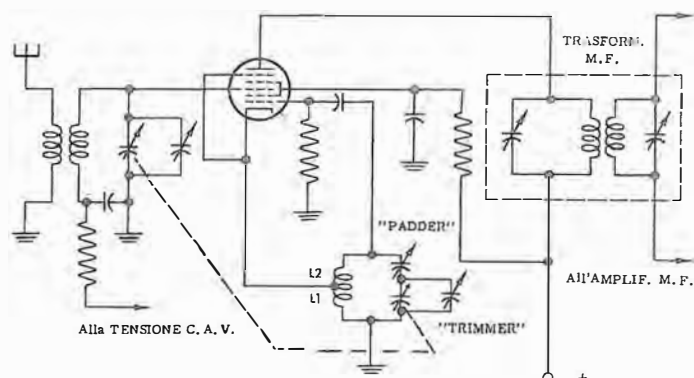 TRASFORM.
M.F.
"PADDER"
L2
L1
"TRIMMER"
All'AMPLIF. M.F.
Alla TENSIONE C.A.V.
+